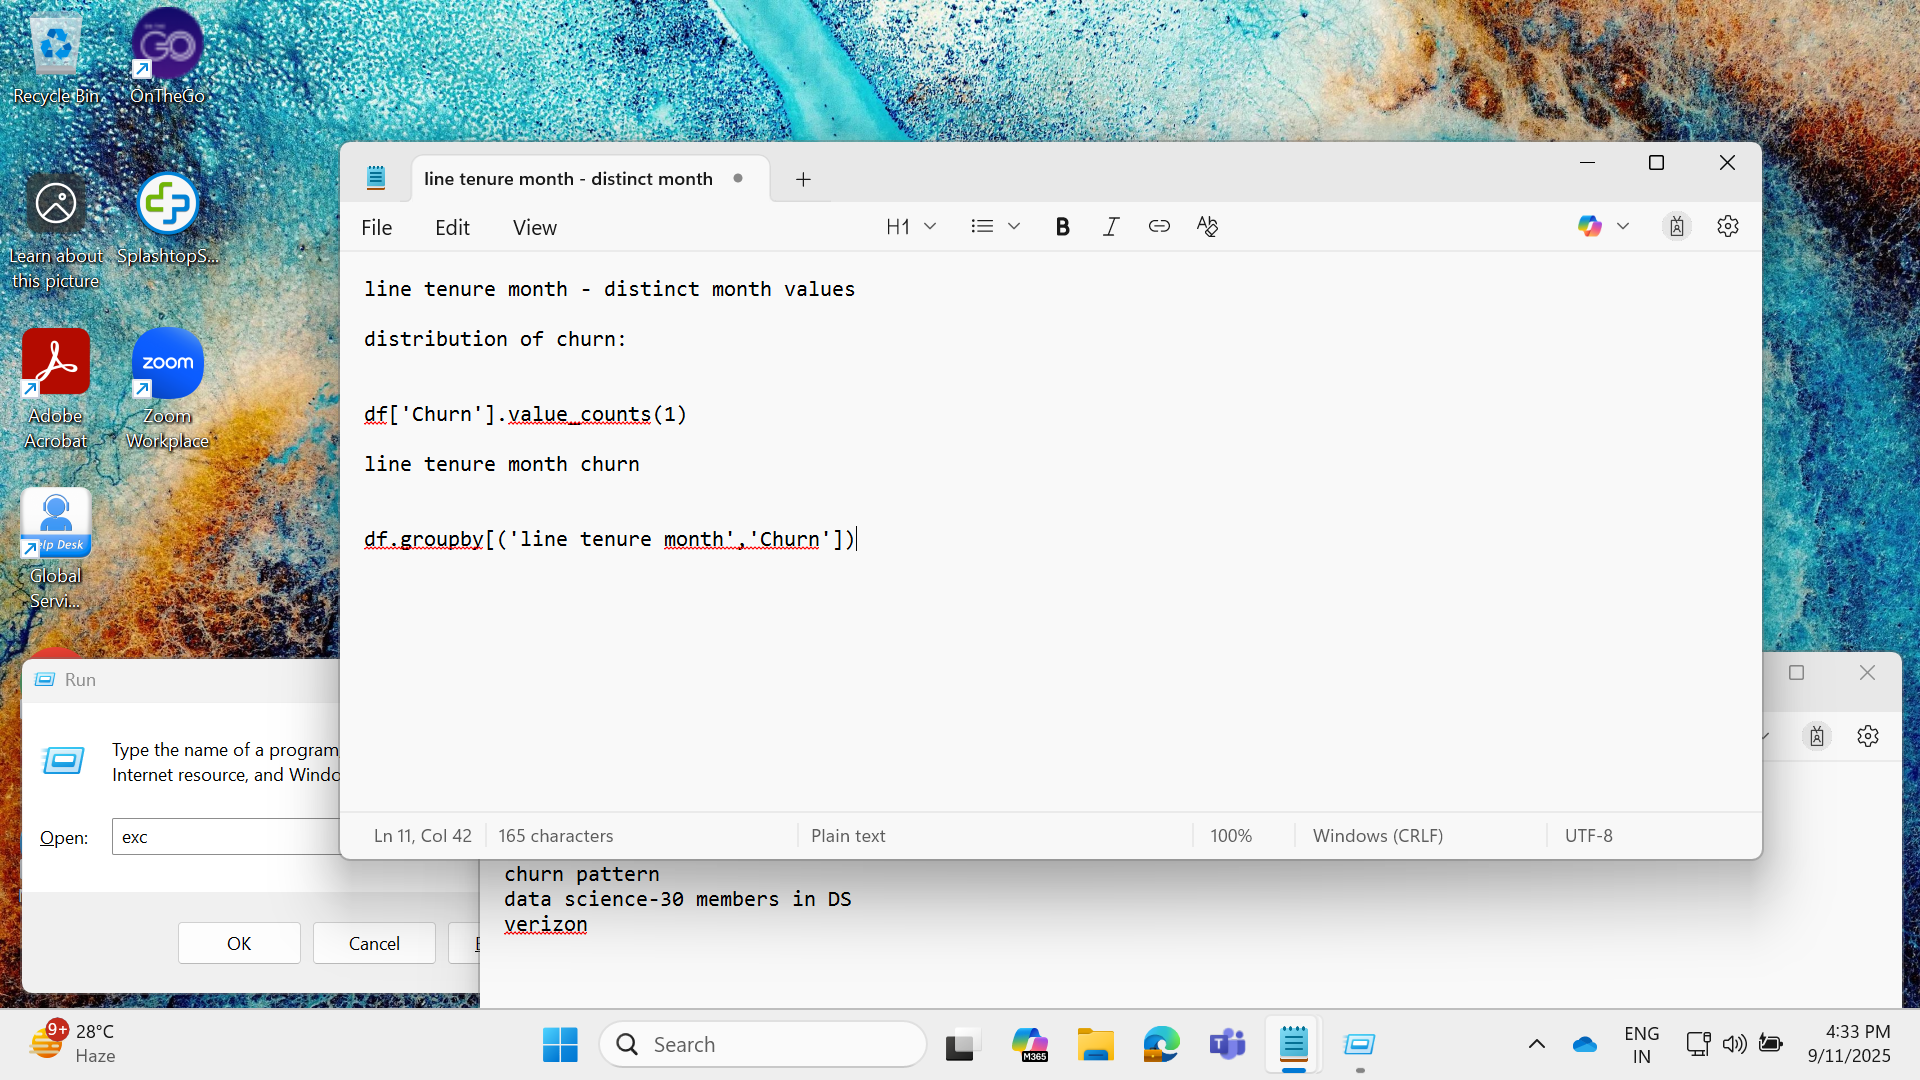 Recycle Bin
ON THE
GO
OnTheGo
Learn about
this picture
SplashtopS...
Adobe
Acrobat
zoom
Zoom
Workplace
Help Desk
Global
Servi...
line tenure month - distinct month
File Edit View H1 B I
line tenure month - distinct month values
distribution of churn:
df['Churn'].value_counts(1)
line tenure month churn
df.groupby[('line tenure month','Churn'])
Ln 11, Col 42 165 characters Plain text 100% Windows (CRLF) UTF-8
Run
Type the name of a program
Internet resource, and Windo
Open: exc
OK Cancel
churn pattern
data science-30 members in DS
verizon
9+
28°C
Haze
Search
M365
ENG
IN
4:33 PM
9/11/2025